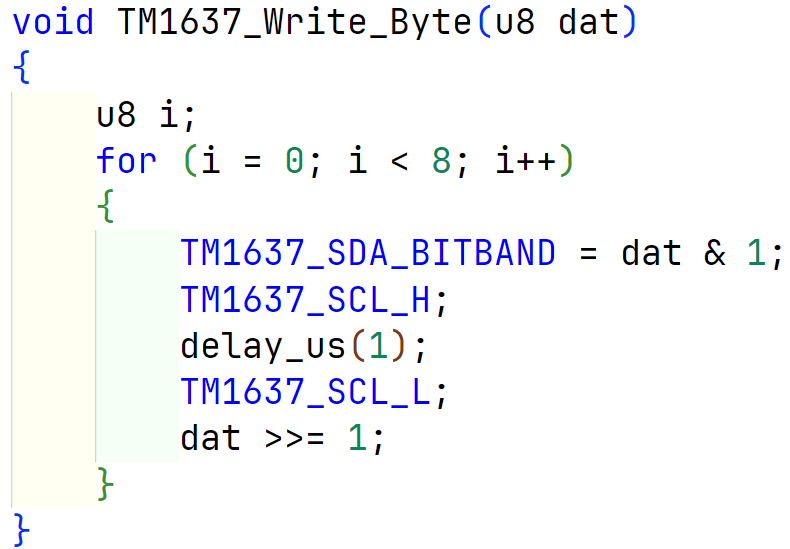 void TM1637_Write_Byte(u8 dat)
{
    u8 i;
    for (i = 0; i < 8; i++)
    {
        TM1637_SDA_BITBAND = dat & 1;
        TM1637_SCL_H;
        delay_us(1);
        TM1637_SCL_L;
        dat >>= 1;
    }
}